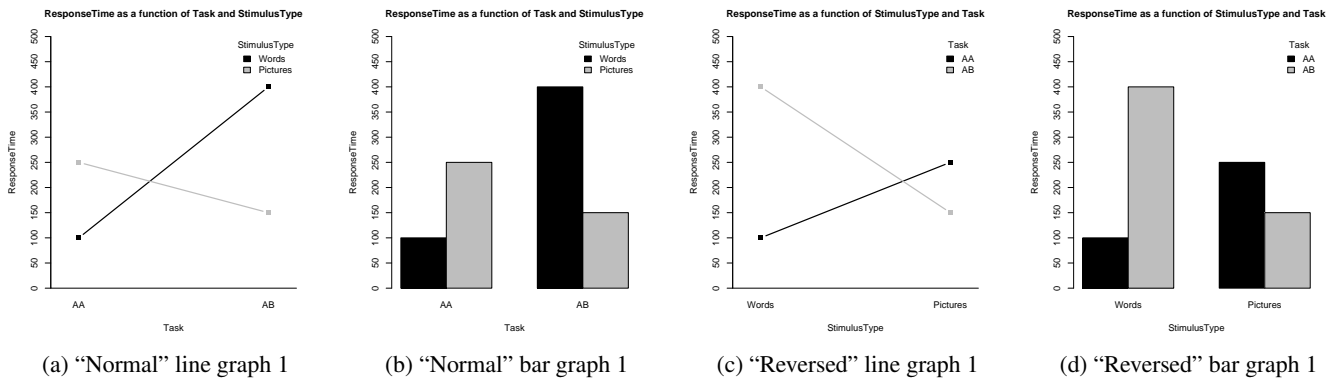 ResponseTime as a function of Task and StimulusType
StimulusType
Words
Pictures
ResponseTime
500
450
400
350
300
250
200
150
100
50
0
AA
AB
Task
(a) “Normal” line graph 1
ResponseTime as a function of Task and StimulusType
StimulusType
Words
Pictures
ResponseTime
500
450
400
350
300
250
200
150
100
50
0
AA
AB
Task
(b) “Normal” bar graph 1
ResponseTime as a function of StimulusType and Task
Task
AA
AB
ResponseTime
500
450
400
350
300
250
200
150
100
50
0
Words
Pictures
StimulusType
(c) “Reversed” line graph 1
ResponseTime as a function of StimulusType and Task
Task
AA
AB
ResponseTime
500
450
400
350
300
250
200
150
100
50
0
Words
Pictures
StimulusType
(d) “Reversed” bar graph 1